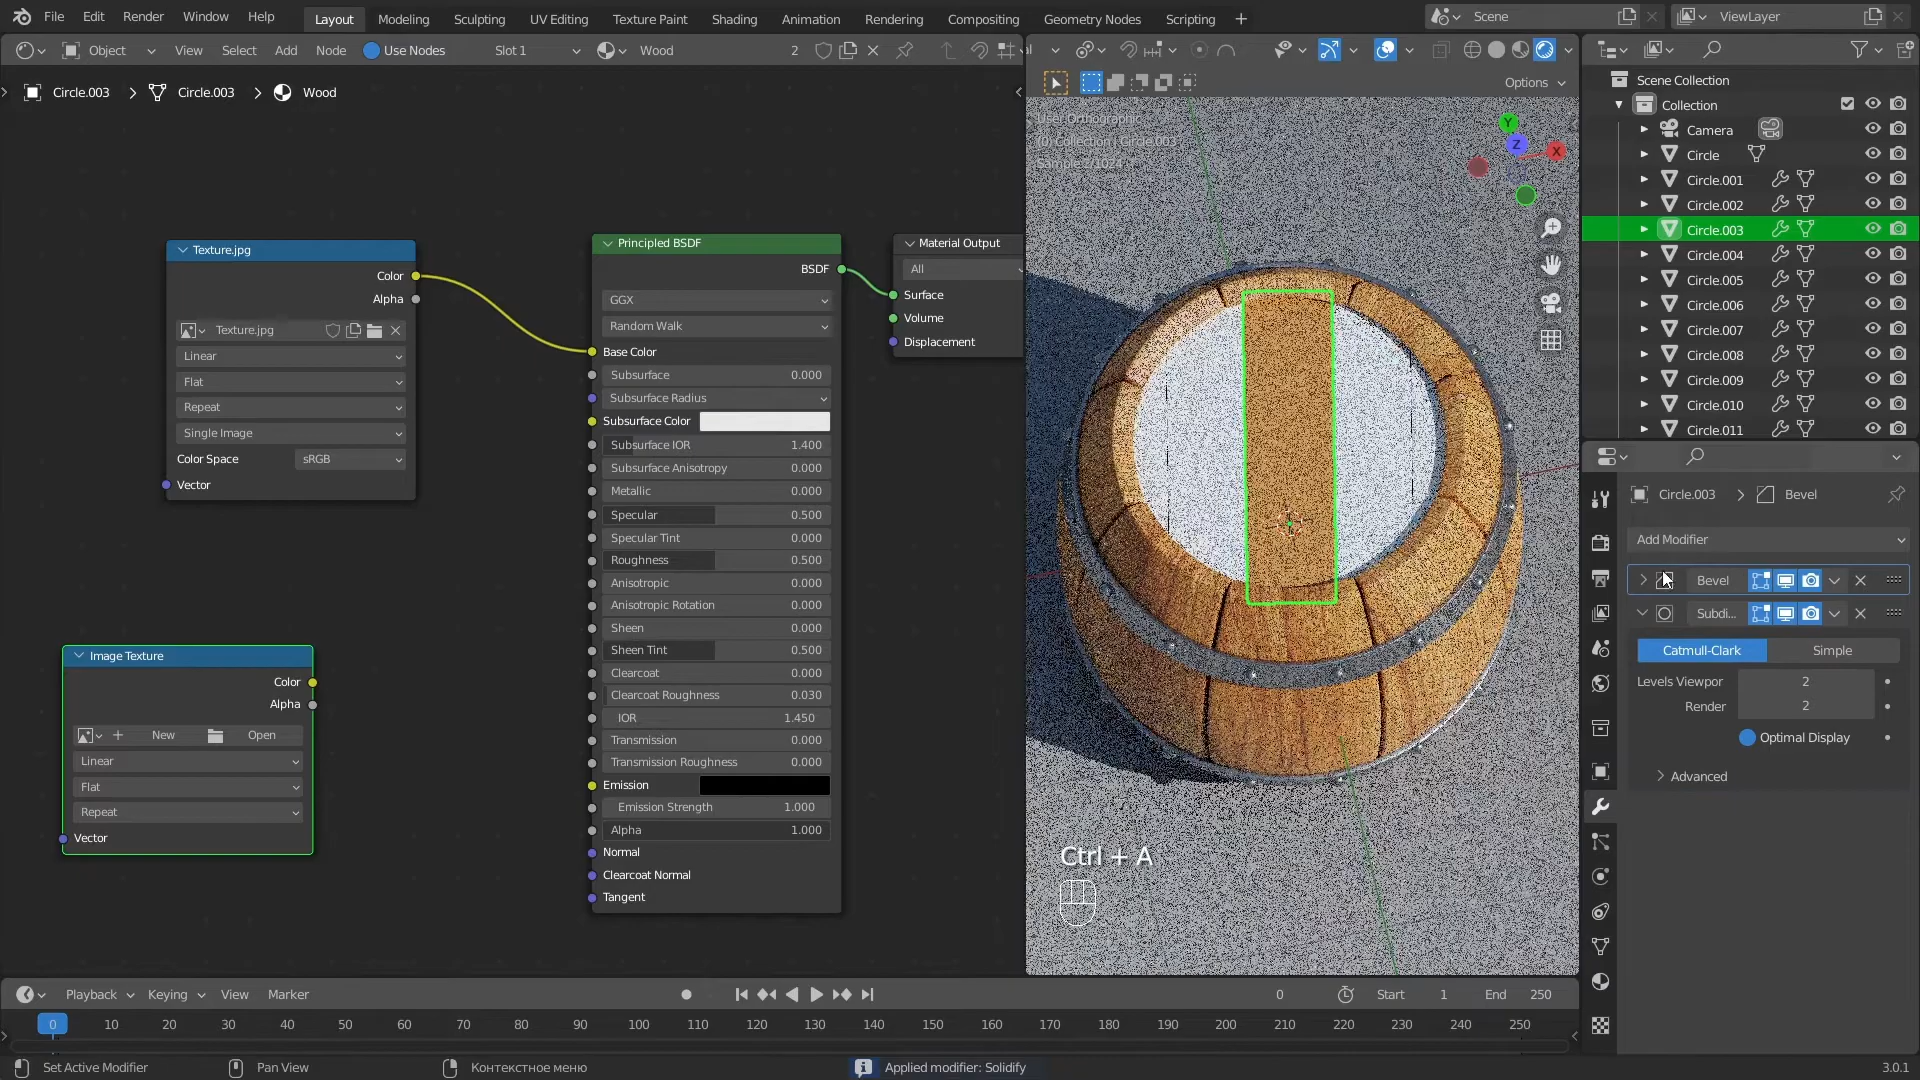 File Edit Render Window Help Layout Modeling Sculpting UV Editing Texture Paint Shading Animation Rendering Compositing Geometry Nodes Scripting + Scene ViewLayer
Object View Select Add Node Use Nodes Slot 1 Wood 2
Options
Circle.003 > Circle.003 > Wood
User Orthographic
(0) Collection | Circle.003
Y
Z
X
Scene Collection
Collection
Camera
Circle
Circle.001
Circle.002
Circle.003
Circle.004
Circle.005
Circle.006
Circle.007
Circle.008
Circle.009
Circle.010
Circle.011
Texture.jpg
Color
Alpha
Texture.jpg
Linear
Flat
Repeat
Single Image
Color Space sRGB
Vector
Image Texture
Color
Alpha
New Open
Linear
Flat
Repeat
Vector
Principled BSDF
BSDF
GGX
Random Walk
Base Color
Subsurface 0.000
Subsurface Radius
Subsurface Color
Subsurface IOR 1.400
Subsurface Anisotropy 0.000
Metallic 0.000
Specular 0.500
Specular Tint 0.000
Roughness 0.500
Anisotropic 0.000
Anisotropic Rotation 0.000
Sheen 0.000
Sheen Tint 0.500
Clearcoat 0.000
Clearcoat Roughness 0.030
IOR 1.450
Transmission 0.000
Transmission Roughness 0.000
Emission
Emission Strength 1.000
Alpha 1.000
Normal
Clearcoat Normal
Tangent
Material Output
All
Surface
Volume
Displacement
Ctrl + A
Circle.003 > Bevel
Add Modifier
Bevel
Subdi...
Catmull-Clark Simple
Levels Viewpor 2
Render 2
Optimal Display
Advanced
Playback Keying View Marker 0 Start 1 End 250
0 10 20 30 40 50 60 70 80 90 100 110 120 130 140 150 160 170 180 190 200 210 220 230 240 250
Set Active Modifier Pan View Контекстное меню Applied modifier: Solidify 3.0.1